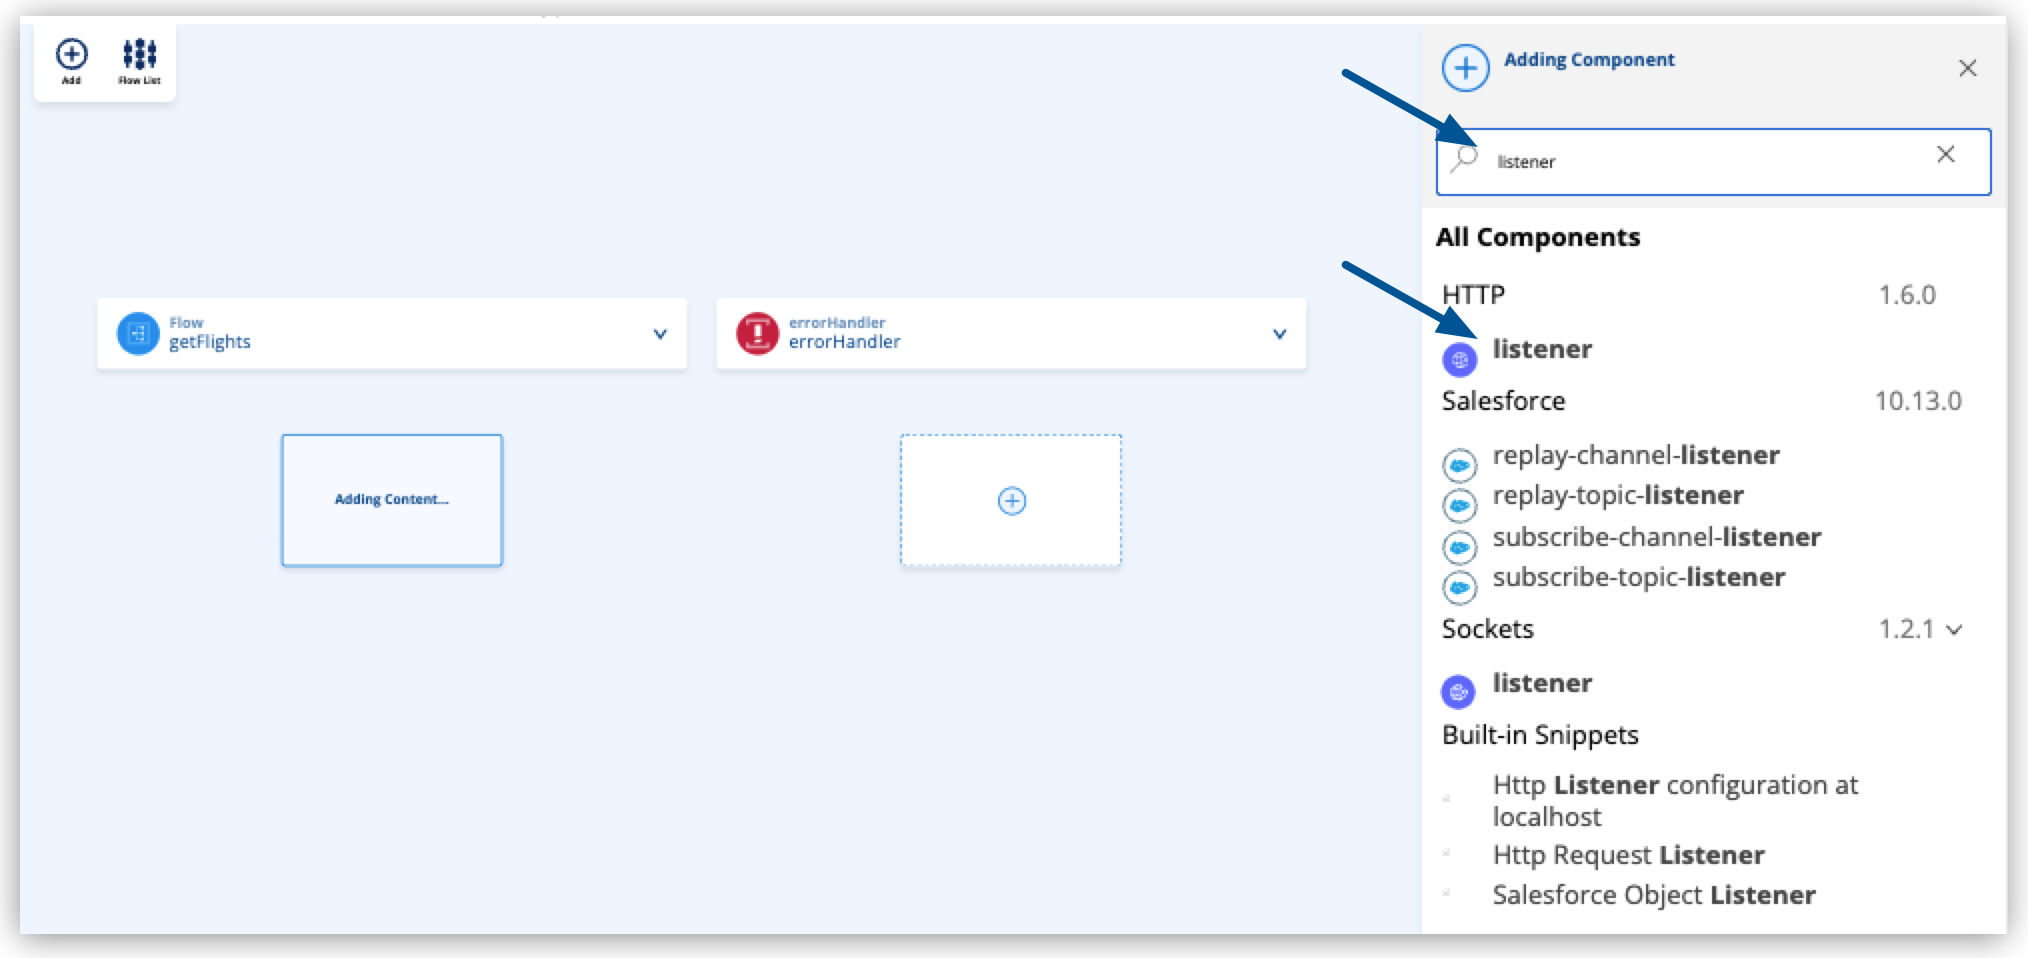 Add
Flow List
Flow
getFlights
errorHandler
errorHandler
Adding Content...
Adding Component
listener
All Components
HTTP 1.6.0
listener
Salesforce 10.13.0
replay-channel-listener
replay-topic-listener
subscribe-channel-listener
subscribe-topic-listener
Sockets 1.2.1
listener
Built-in Snippets
Http Listener configuration at
localhost
Http Request Listener
Salesforce Object Listener